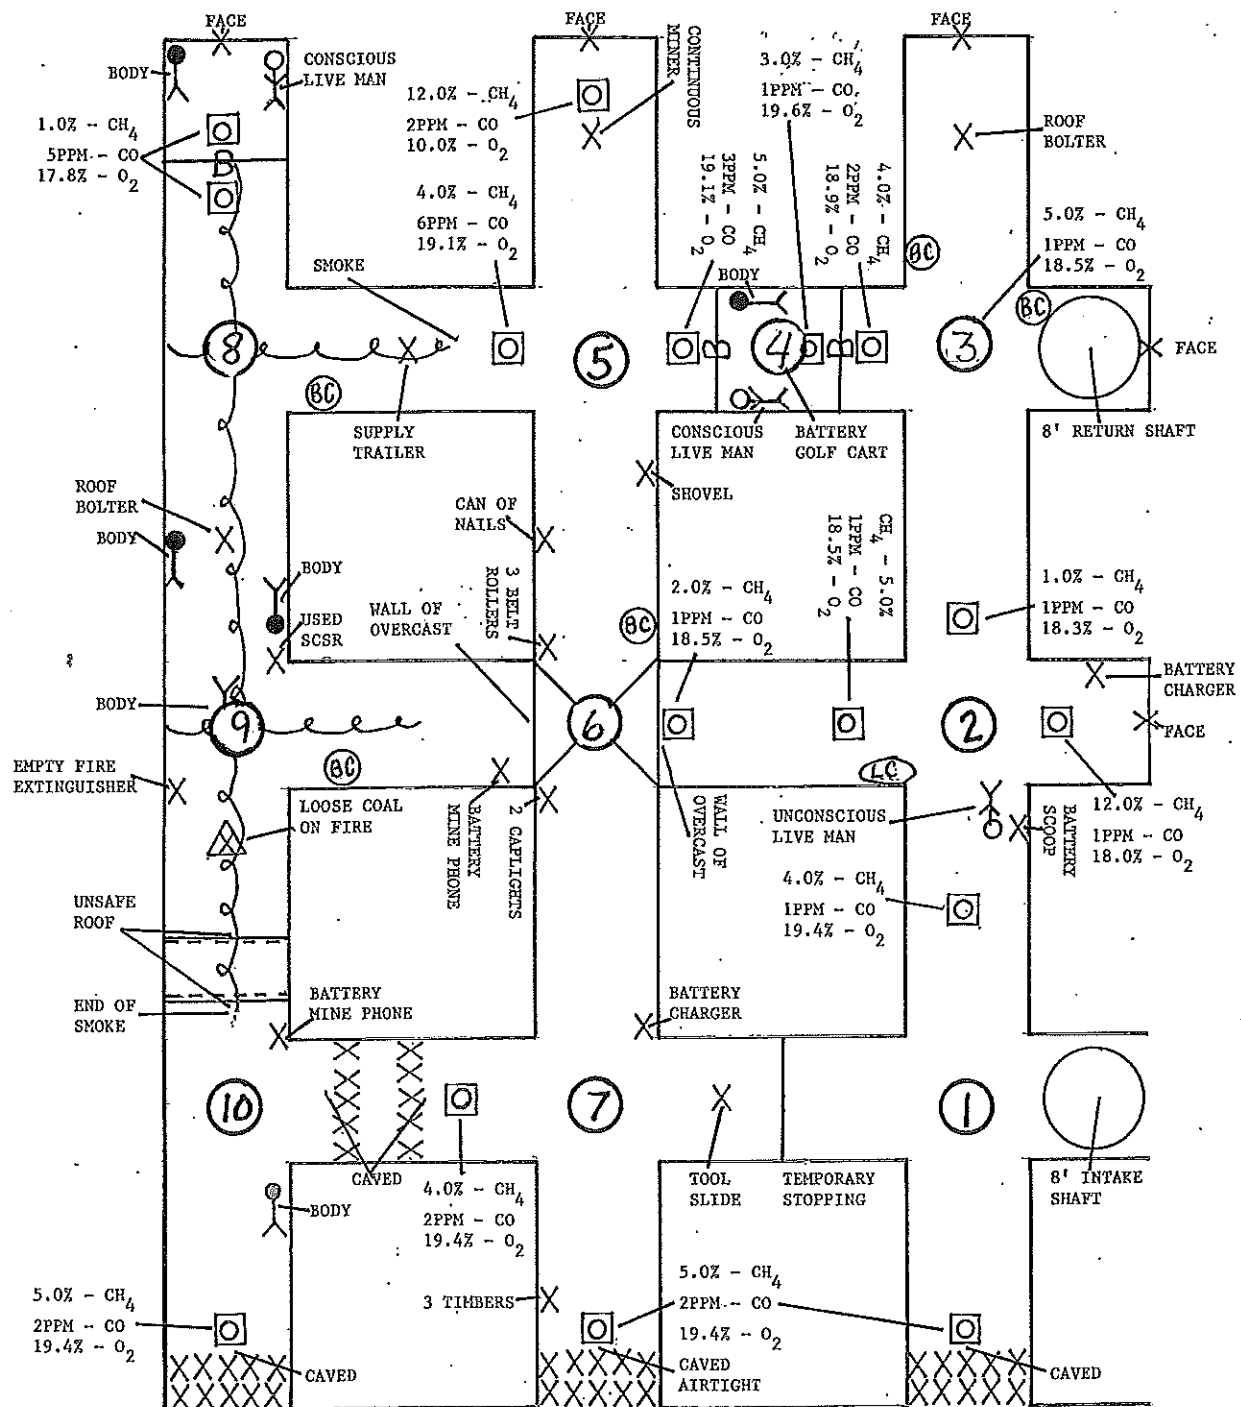 FACE
FACE
FACE
BODY
CONSCIOUS
LIVE MAN
CONTINUOUS
MINER
3.0% - CH4
1PPM - CO
19.6% - O2
12.0% - CH4
2PPM - CO
10.0% - O2
1.0% - CH4
5PPM - CO
17.8% - O2
B
ROOF
BOLTER
4.0% - CH4
6PPM - CO
19.1% - O2
5.0% - CH4
3PPM - CO
19.1% - O2
4.0% - CH4
2PPM - CO
18.9% - O2
5.0% - CH4
1PPM - CO
18.5% - O2
SMOKE
BODY
BC
BC
8
5
B
4
B
3
FACE
BC
SUPPLY
TRAILER
CONSCIOUS
LIVE MAN
BATTERY
GOLF CART
8' RETURN SHAFT
ROOF
BOLTER
BODY
SHOVEL
CAN OF
NAILS
CH4 - 5.0%
1PPM - CO
18.5% - O2
BODY
3 BELT
ROLLERS
WALL OF
OVERCAST
USED
SCSR
BC
2.0% - CH4
1PPM - CO
18.5% - O2
1.0% - CH4
1PPM - CO
18.3% - O2
BATTERY
CHARGER
BODY
9
6
2
FACE
EMPTY FIRE
EXTINGUISHER
BC
LC
LOOSE COAL
ON FIRE
BATTERY
MINE PHONE
2 CAPLIGHTS
WALL OF
OVERCAST
UNCONSCIOUS
LIVE MAN
BATTERY
SCOOP
12.0% - CH4
1PPM - CO
18.0% - O2
4.0% - CH4
1PPM - CO
19.4% - O2
UNSAFE
ROOF
END OF
SMOKE
BATTERY
MINE PHONE
BATTERY
CHARGER
10
7
1
CAVED
TOOL
SLIDE
TEMPORARY
STOPPING
8' INTAKE
SHAFT
BODY
4.0% - CH4
2PPM - CO
19.4% - O2
3 TIMBERS
5.0% - CH4
2PPM - CO
19.4% - O2
5.0% - CH4
2PPM - CO
19.4% - O2
CAVED
CAVED
AIRTIGHT
CAVED